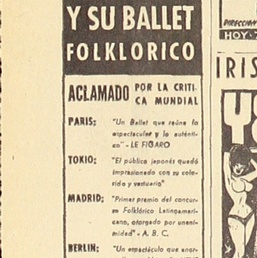 Y SU BALLET
FOLKLORICO
ACLAMADO POR LA CRITI-
CA MUNDIAL
PARIS: "Un Ballet que reúne lo
espectacular y lo auténti-
co" - LE FIGARO
TOKIO: "El público japonés quedó
impresionado con su colo-
rido y vestuario"
MADRID: "Primer premio del concur-
so Folklórico Latinoameri-
cano, otorgado por unani-
midad" - A. B. C.
BERLIN: "Un espectáculo que
DIRECCION
HOY-
IRIS